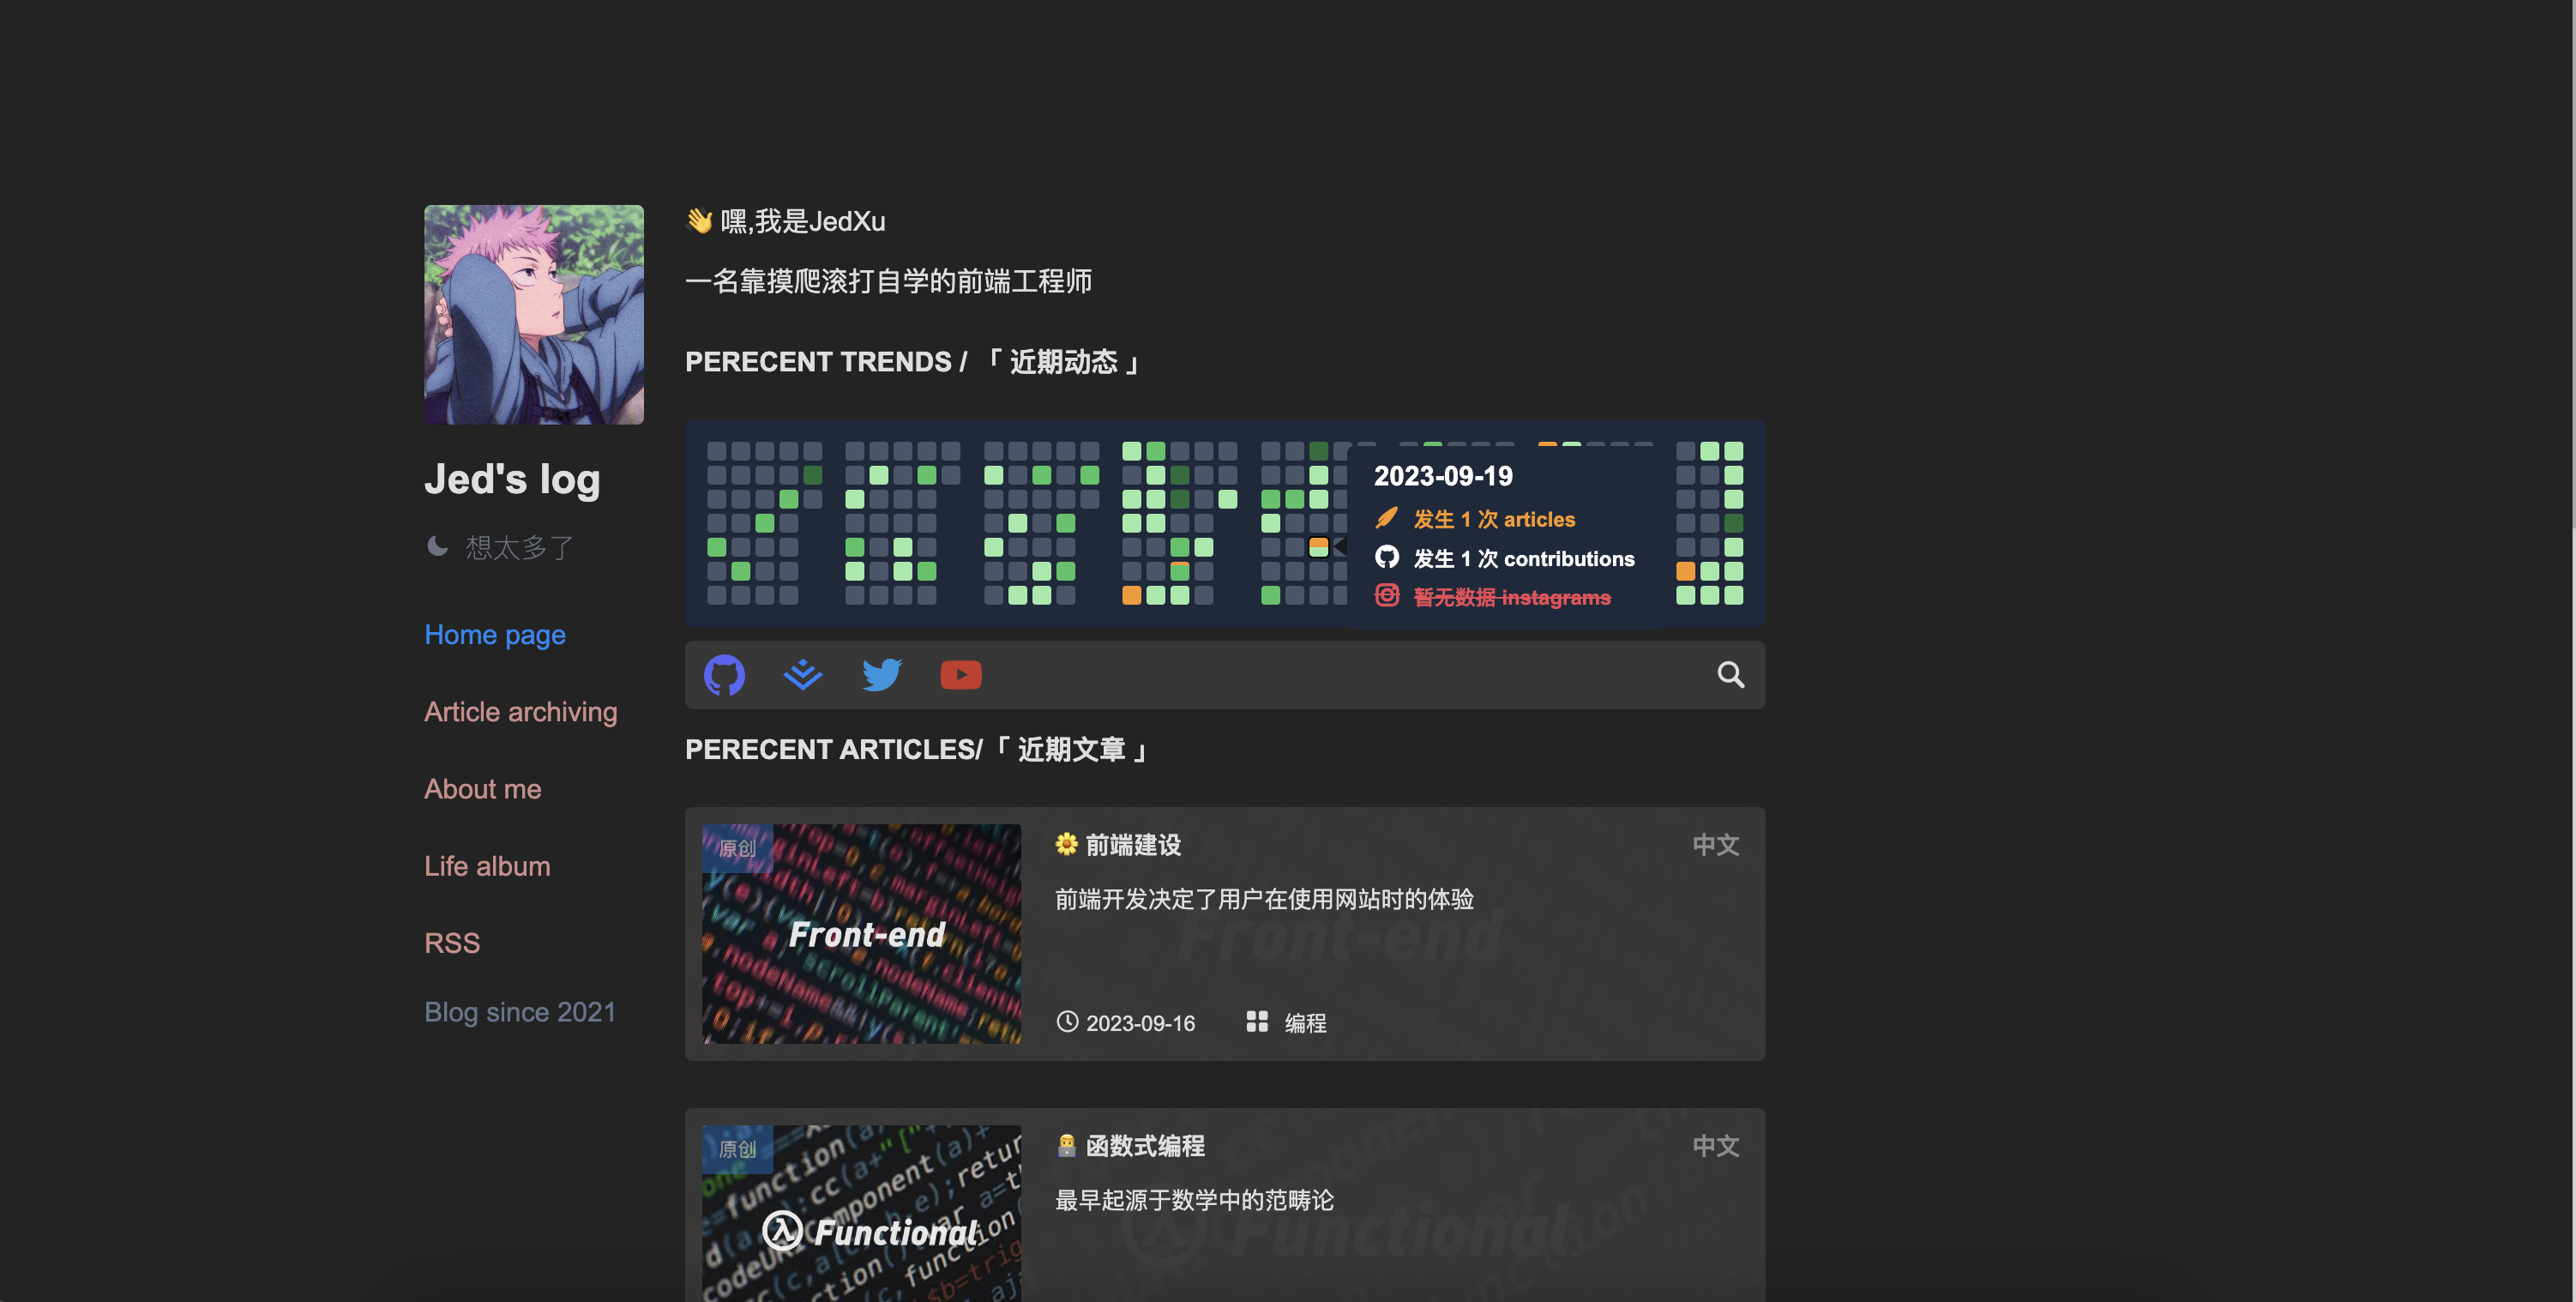 Jed's log
想太多了
Home page
Article archiving
About me
Life album
RSS
Blog since 2021
👋 嘿,我是JedXu
一名靠摸爬滚打自学的前端工程师
PERECENT TRENDS / 「 近期动态 」
2023-09-19
发生 1 次 articles
发生 1 次 contributions
暂无数据 instagrams
PERECENT ARTICLES/「 近期文章 」
原创
Front-end
🌼 前端建设
中文
前端开发决定了用户在使用网站时的体验
2023-09-16
编程
原创
Functional
👨‍💻 函数式编程
中文
最早起源于数学中的范畴论